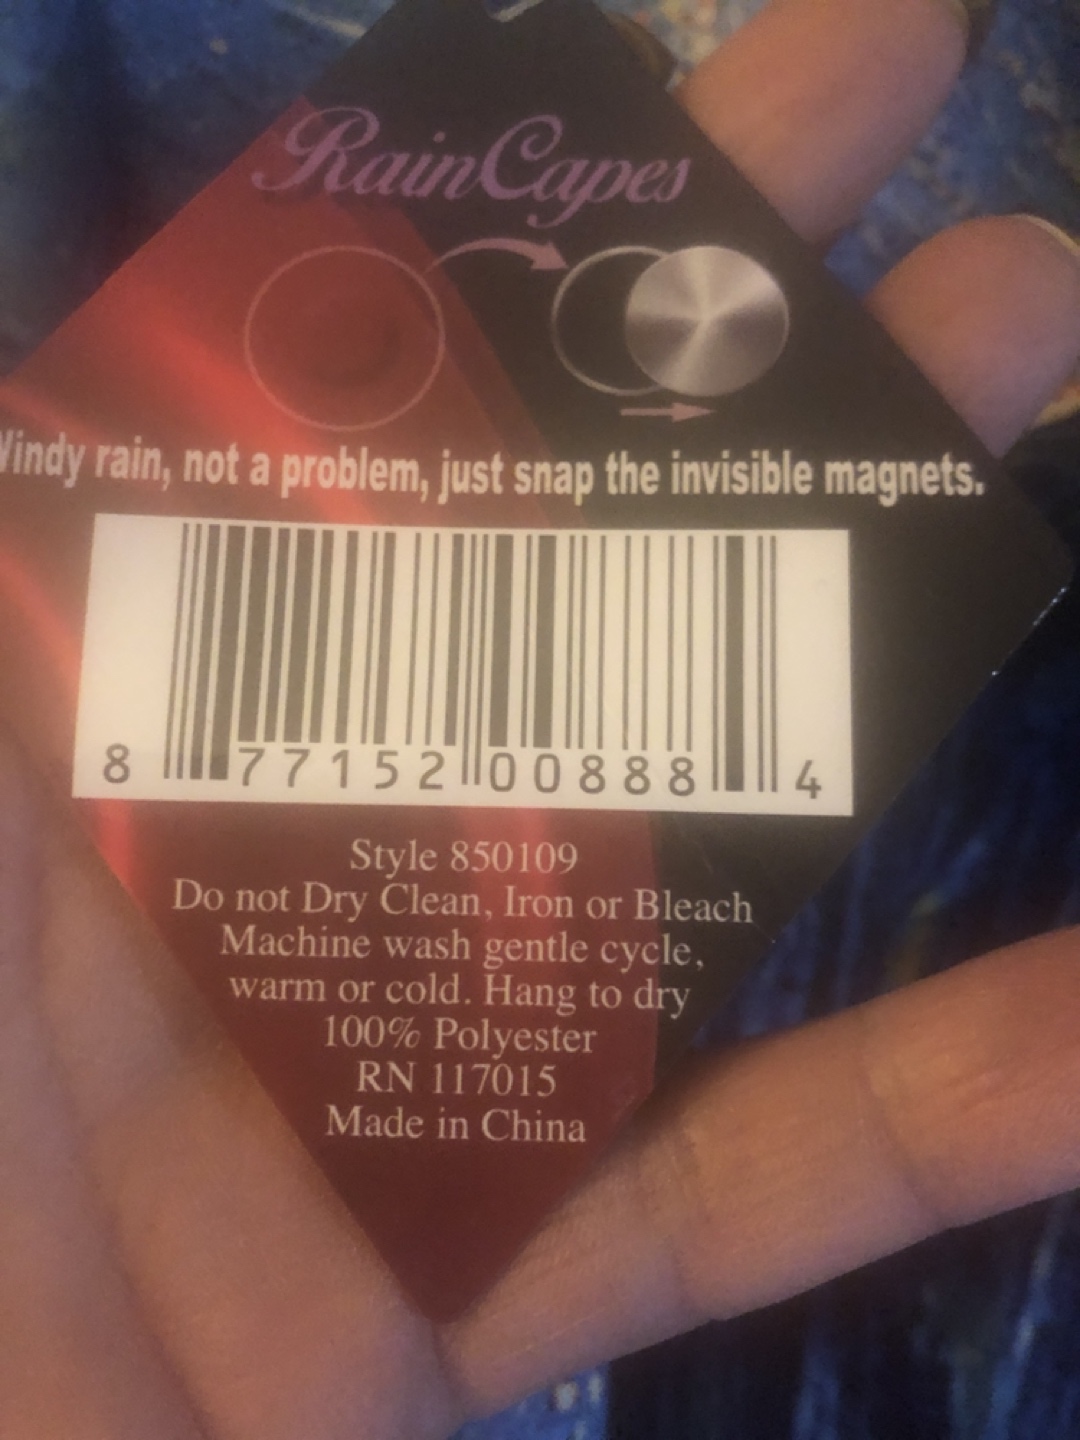 RainCapes
Windy rain, not a problem, just snap the invisible magnets.
8 77152 00888 4
Style 850109
Do not Dry Clean, Iron or Bleach
Machine wash gentle cycle,
warm or cold. Hang to dry
100% Polyester
RN 117015
Made in China